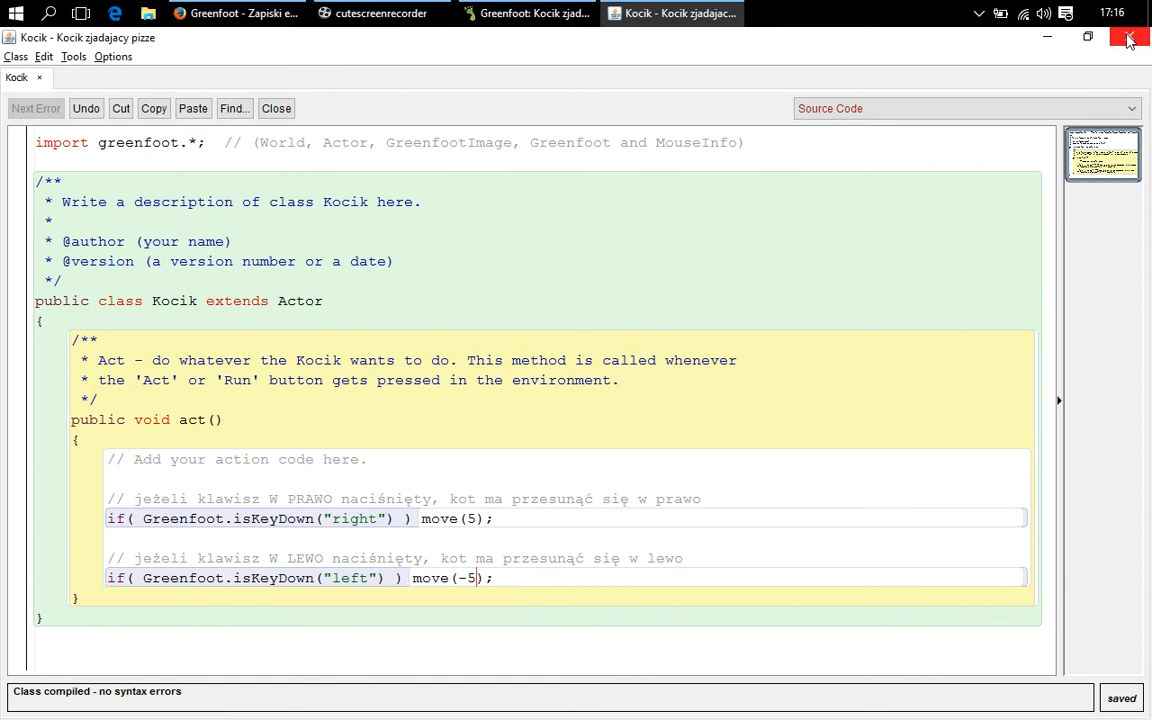 Greenfoot - Zapiski e...
cutescreenrecorder
Greenfoot: Kocik zjad...
Kocik - Kocik zjadajac...
17:16
Kocik - Kocik zjadajacy pizze
Class Edit Tools Options
Kocik ×
Next Error Undo Cut Copy Paste Find... Close
Source Code
import greenfoot.*;  // (World, Actor, GreenfootImage, Greenfoot and MouseInfo)
/**
 * Write a description of class Kocik here.
 *
 * @author (your name)
 * @version (a version number or a date)
 */
public class Kocik extends Actor
{
/**
 * Act - do whatever the Kocik wants to do. This method is called whenever
 * the 'Act' or 'Run' button gets pressed in the environment.
 */
public void act()
{
// Add your action code here.
// jeżeli klawisz W PRAWO naciśnięty, kot ma przesunąć się w prawo
if( Greenfoot.isKeyDown("right") ) move(5);
// jeżeli klawisz W LEWO naciśnięty, kot ma przesunąć się w lewo
if( Greenfoot.isKeyDown("left") ) move(-5);
}
}
Class compiled - no syntax errors
saved